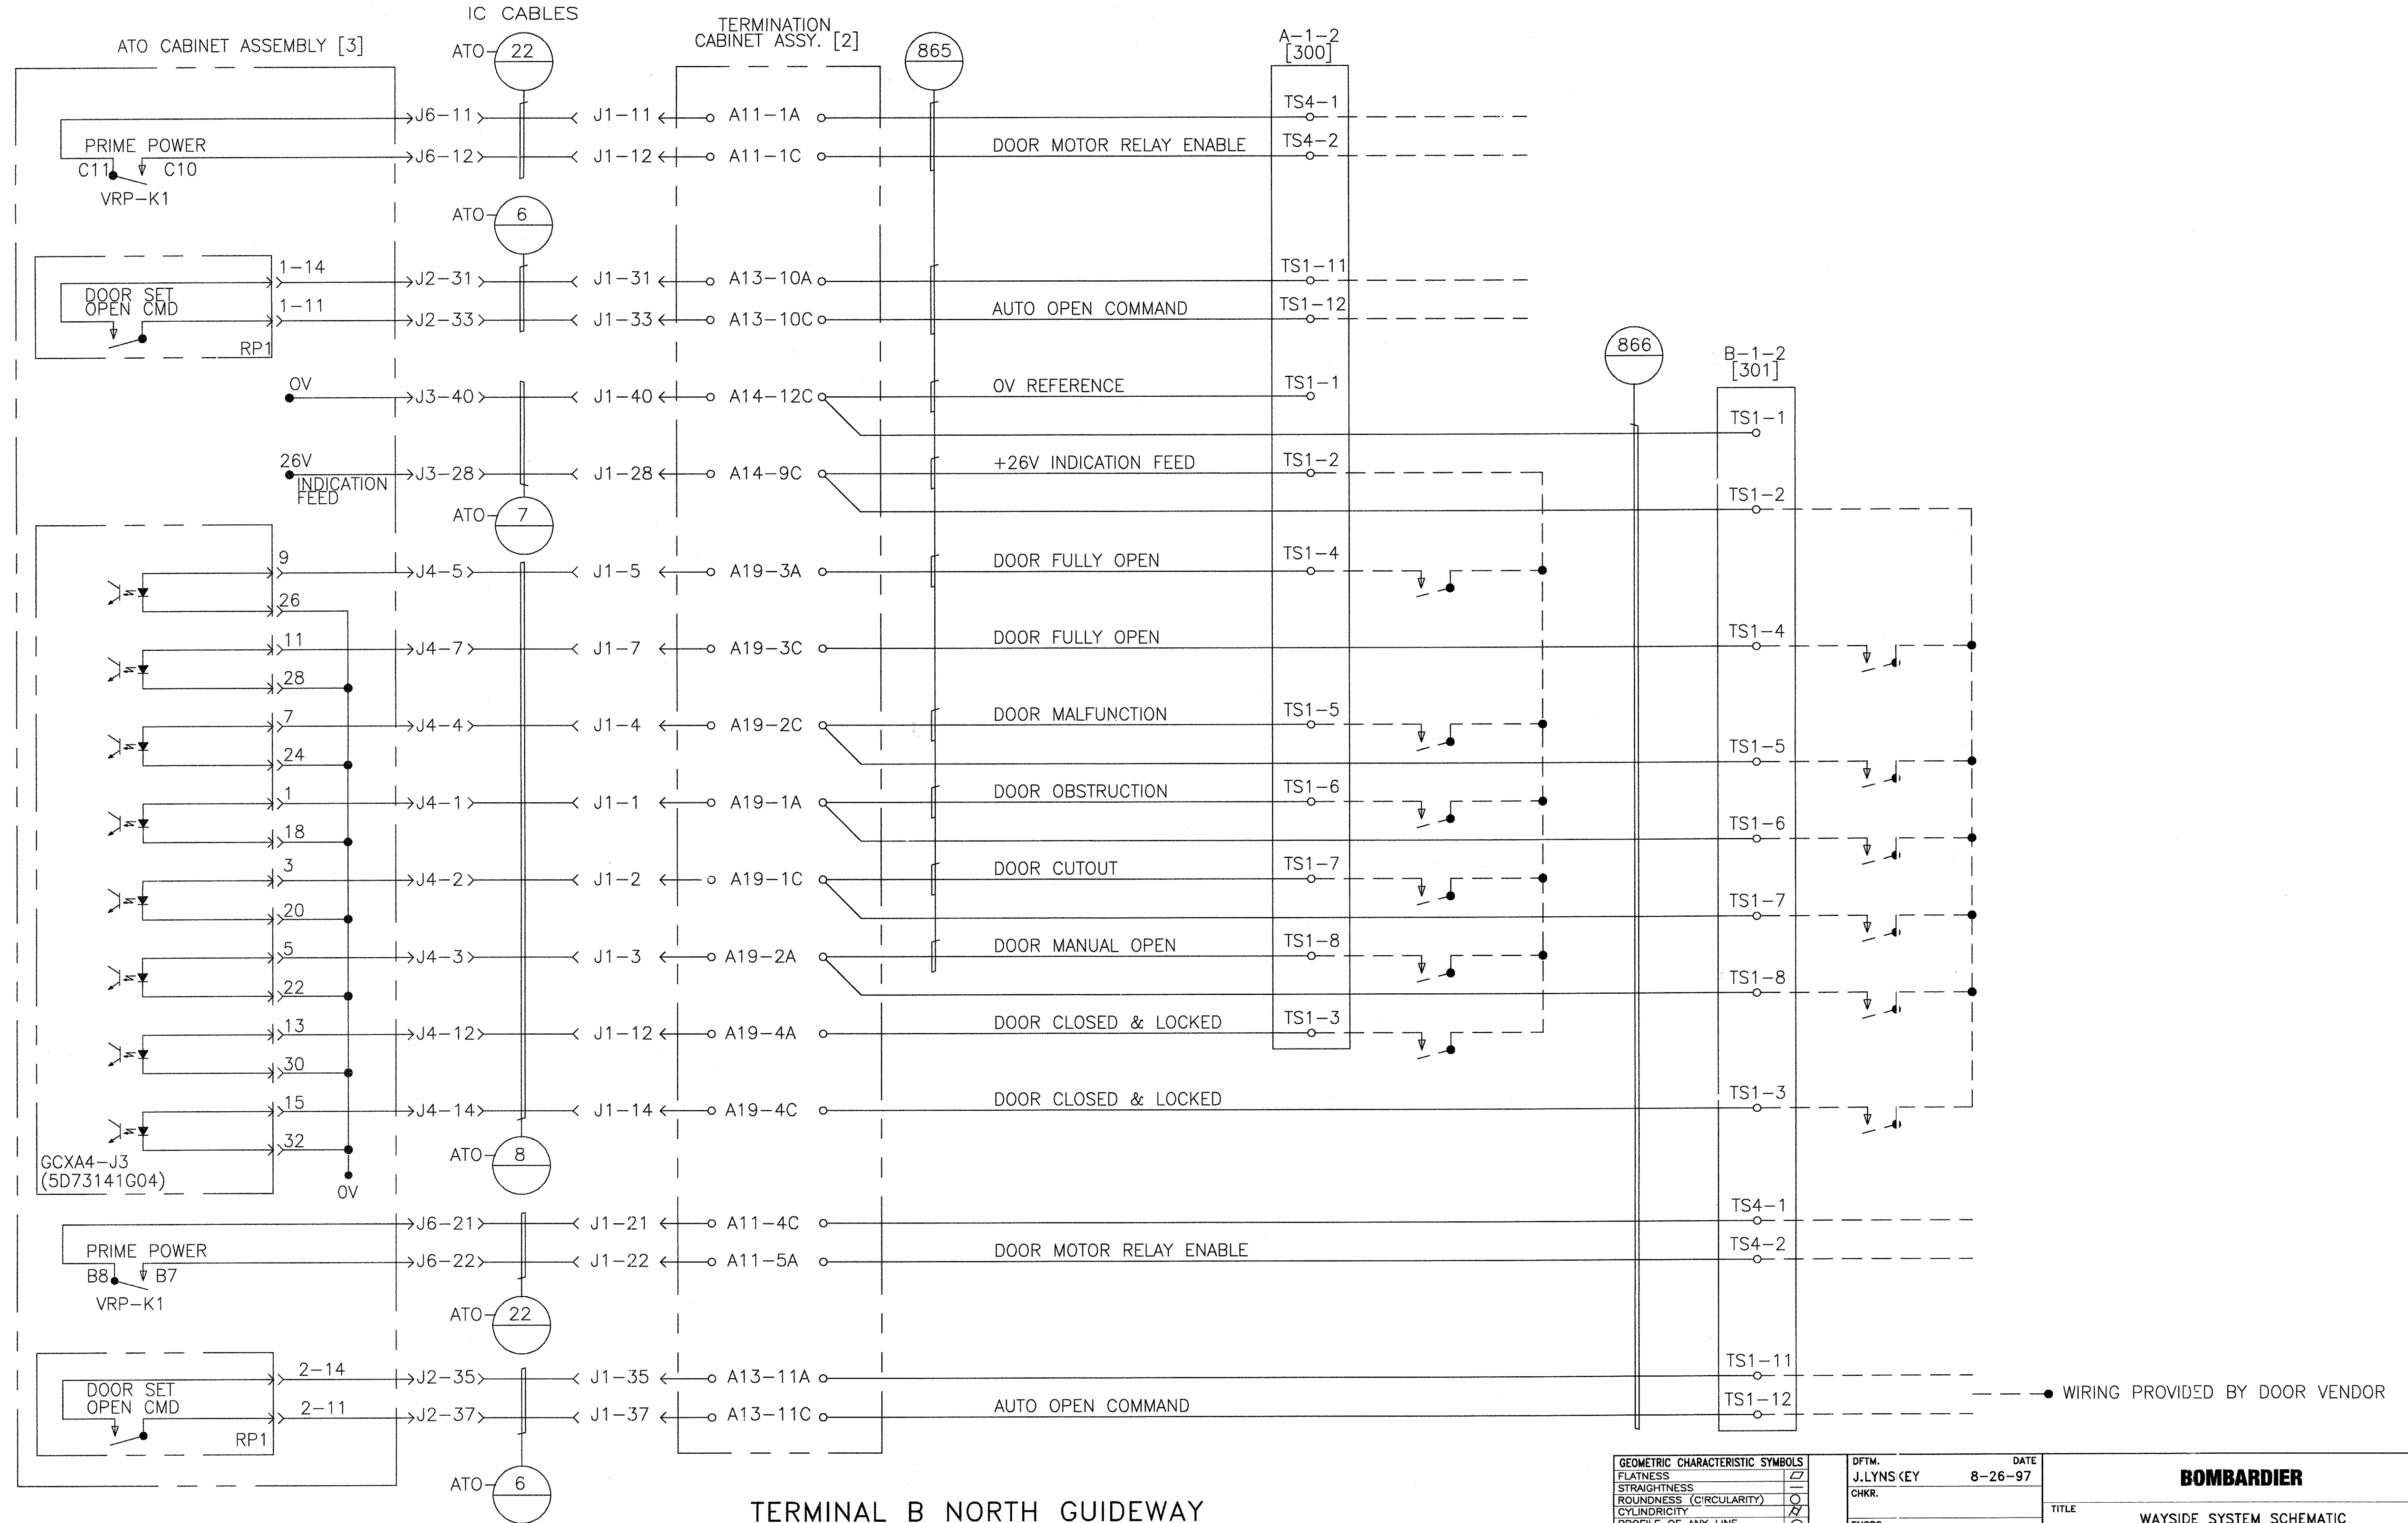 IC CABLES
ATO CABINET ASSEMBLY [3]
ATO 22
TERMINATION
CABINET ASSY. [2]
865
A-1-2
[300]
J6-11 J1-11 A11-1A TS4-1
PRIME POWER J6-12 J1-12 A11-1C DOOR MOTOR RELAY ENABLE TS4-2
C11 C10
VRP-K1
ATO 6
1-14 J2-31 J1-31 A13-10A TS1-11
DOOR SET
OPEN CMD 1-11 J2-33 J1-33 A13-10C AUTO OPEN COMMAND TS1-12
RP1
866
B-1-2
[301]
0V J3-40 J1-40 A14-12C 0V REFERENCE TS1-1
TS1-1
26V J3-28 J1-28 A14-9C +26V INDICATION FEED TS1-2
INDICATION
FEED
TS1-2
ATO 7
9 J4-5 J1-5 A19-3A DOOR FULLY OPEN TS1-4
26
11 J4-7 J1-7 A19-3C DOOR FULLY OPEN TS1-4
28
7 J4-4 J1-4 A19-2C DOOR MALFUNCTION TS1-5
24 TS1-5
1 J4-1 J1-1 A19-1A DOOR OBSTRUCTION TS1-6
18 TS1-6
3 J4-2 J1-2 A19-1C DOOR CUTOUT TS1-7
20 TS1-7
5 J4-3 J1-3 A19-2A DOOR MANUAL OPEN TS1-8
22 TS1-8
13 J4-12 J1-12 A19-4A DOOR CLOSED & LOCKED TS1-3
30
15 J4-14 J1-14 A19-4C DOOR CLOSED & LOCKED TS1-3
32
GCXA4-J3
(5D73141G04)
0V
ATO 8
J6-21 J1-21 A11-4C TS4-1
PRIME POWER J6-22 J1-22 A11-5A DOOR MOTOR RELAY ENABLE TS4-2
B8 B7
VRP-K1
ATO 22
2-14 J2-35 J1-35 A13-11A TS1-11
DOOR SET
OPEN CMD 2-11 J2-37 J1-37 A13-11C AUTO OPEN COMMAND TS1-12
RP1
WIRING PROVIDED BY DOOR VENDOR
ATO 6
TERMINAL B NORTH GUIDEWAY
GEOMETRIC CHARACTERISTIC SYMBOLS
FLATNESS
STRAIGHTNESS
ROUNDNESS (CIRCULARITY)
CYLINDRICITY
PROFILE OF ANY LINE
DFTM. DATE
J.LYNSKEY 8-26-97
CHKR.
BOMBARDIER
TITLE
WAYSIDE SYSTEM SCHEMATIC